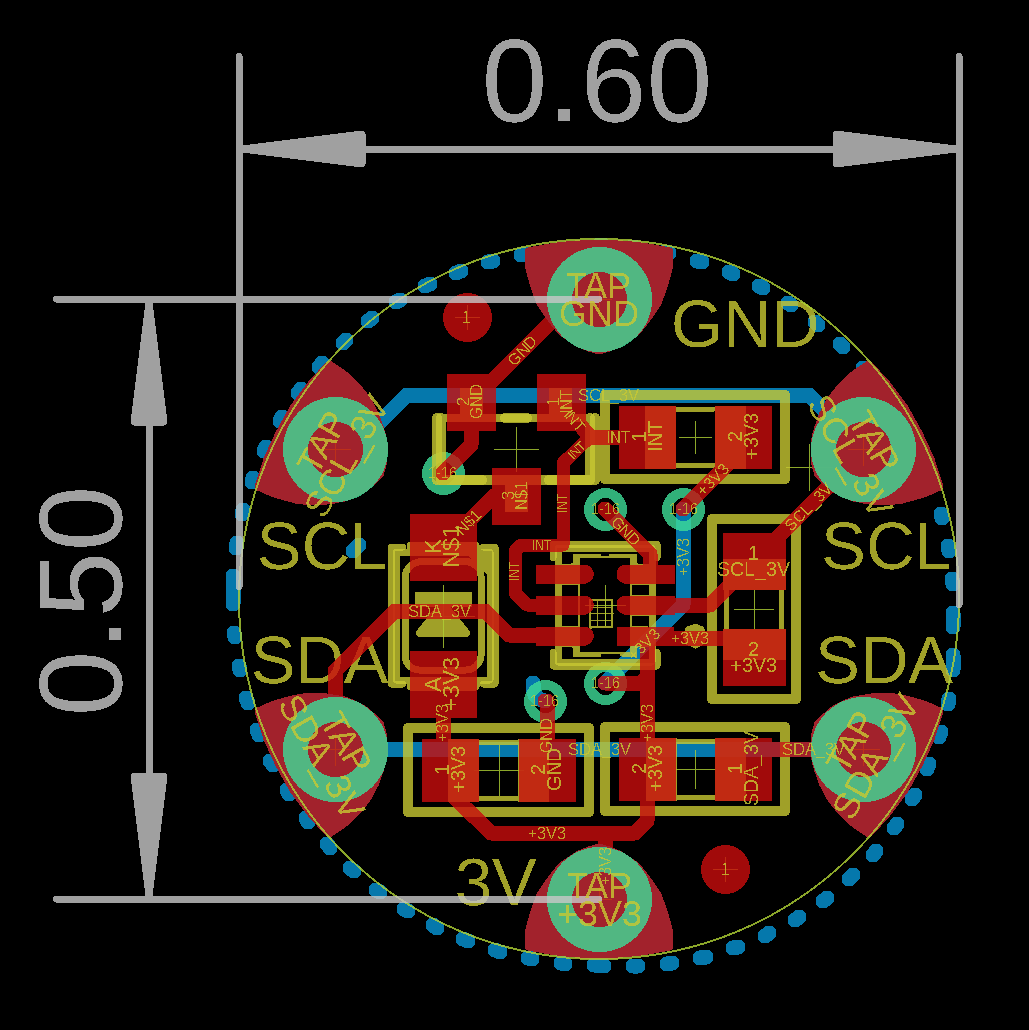 0.60
TAP
GND
GND
1
GND
2
GND
1
INT
SCL_3V
INT
INT
INT
1
INT
2
+3V3
TAP
SCL_3V
TAP
SCL_3V
1-16
+3V3
3
N$1
N$1
SCL_3V
1-16
1-16
GND
INT
SCL
K
N$1
INT
INT
+3V3
1
SCL_3V
SCL
0.50
SDA_3V
+3V3
+3V3
2
+3V3
SDA
A
+3V3
1-16
1-16
SDA
TAP
SDA_3V
+3V3
GND
SDA_3V
+3V3
SDA_3V
TAP
SDA_3V
1
+3V3
2
GND
2
+3V3
1
SDA_3V
+3V3
+3V3
1
3V
TAP
+3V3